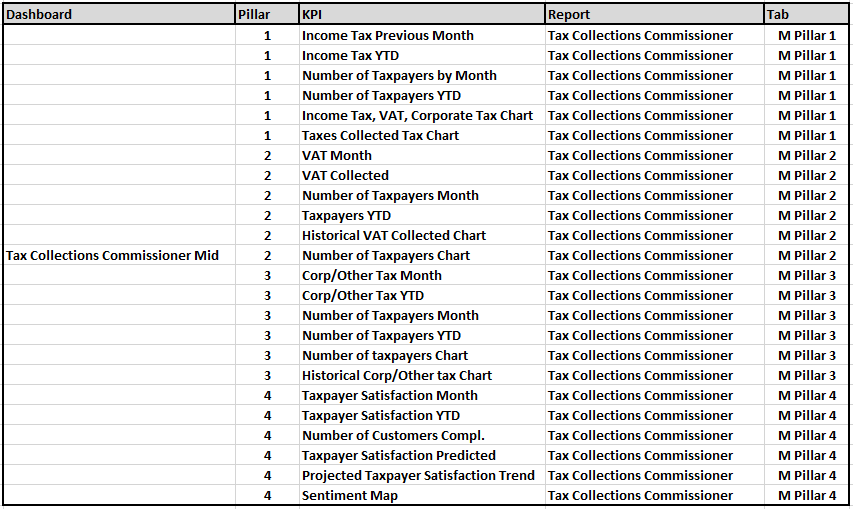 Dashboard Pillar KPI Report Tab
1 Income Tax Previous Month Tax Collections Commissioner M Pillar 1
1 Income Tax YTD Tax Collections Commissioner M Pillar 1
1 Number of Taxpayers by Month Tax Collections Commissioner M Pillar 1
1 Number of Taxpayers YTD Tax Collections Commissioner M Pillar 1
1 Income Tax, VAT, Corporate Tax Chart Tax Collections Commissioner M Pillar 1
1 Taxes Collected Tax Chart Tax Collections Commissioner M Pillar 1
2 VAT Month Tax Collections Commissioner M Pillar 2
2 VAT Collected Tax Collections Commissioner M Pillar 2
2 Number of Taxpayers Month Tax Collections Commissioner M Pillar 2
2 Taxpayers YTD Tax Collections Commissioner M Pillar 2
2 Historical VAT Collected Chart Tax Collections Commissioner M Pillar 2
Tax Collections Commissioner Mid 2 Number of Taxpayers Chart Tax Collections Commissioner M Pillar 2
3 Corp/Other Tax Month Tax Collections Commissioner M Pillar 3
3 Corp/Other Tax YTD Tax Collections Commissioner M Pillar 3
3 Number of Taxpayers Month Tax Collections Commissioner M Pillar 3
3 Number of Taxpayers YTD Tax Collections Commissioner M Pillar 3
3 Number of taxpayers Chart Tax Collections Commissioner M Pillar 3
3 Historical Corp/Other tax Chart Tax Collections Commissioner M Pillar 3
4 Taxpayer Satisfaction Month Tax Collections Commissioner M Pillar 4
4 Taxpayer Satisfaction YTD Tax Collections Commissioner M Pillar 4
4 Number of Customers Compl. Tax Collections Commissioner M Pillar 4
4 Taxpayer Satisfaction Predicted Tax Collections Commissioner M Pillar 4
4 Projected Taxpayer Satisfaction Trend Tax Collections Commissioner M Pillar 4
4 Sentiment Map Tax Collections Commissioner M Pillar 4